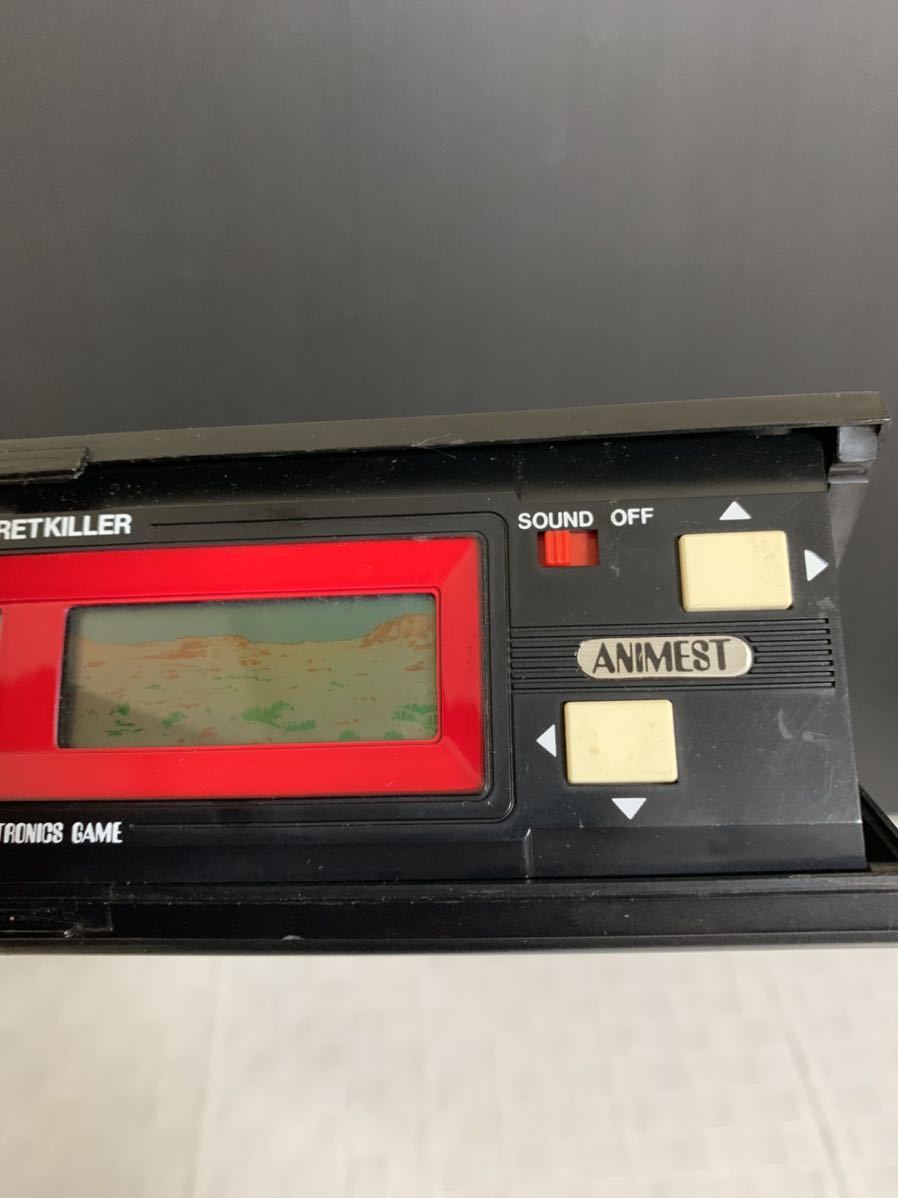 RETKILLER
SOUND OFF
ANIMEST
TRONICS GAME